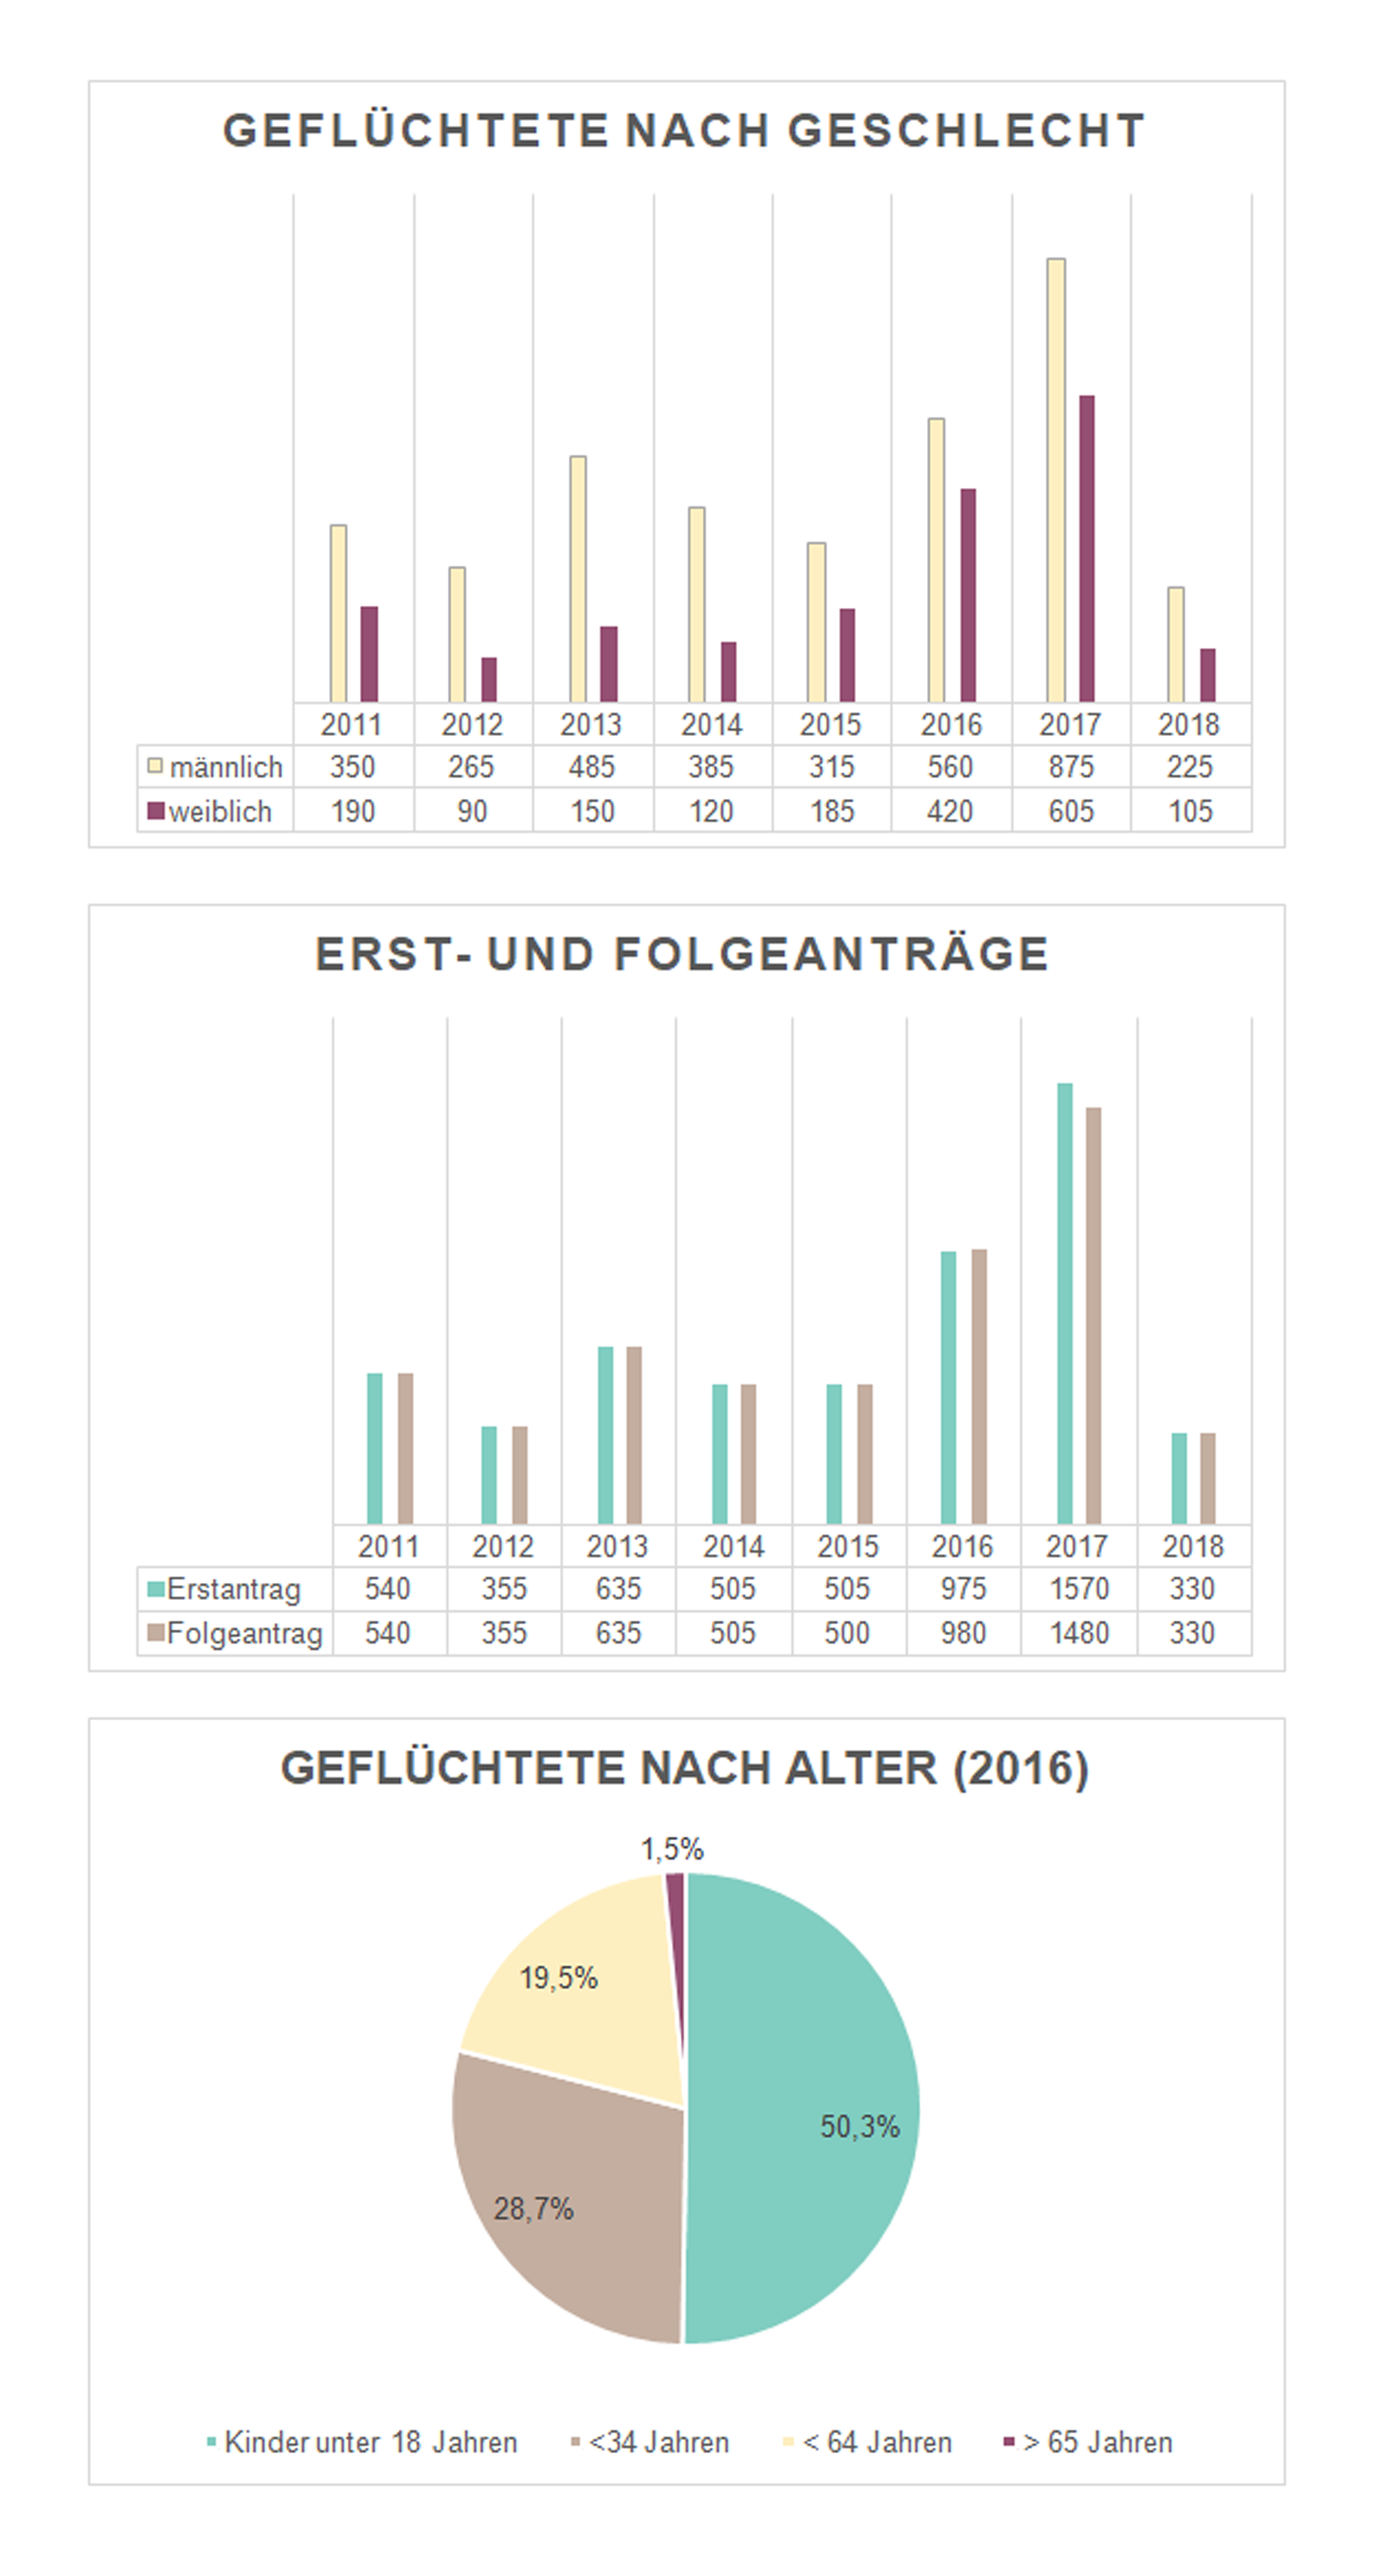 GEFLÜCHTETE NACH GESCHLECHT
2011 2012 2013 2014 2015 2016 2017 2018
männlich 350 265 485 385 315 560 875 225
weiblich 190 90 150 120 185 420 605 105
ERST- UND FOLGEANTRÄGE
2011 2012 2013 2014 2015 2016 2017 2018
Erstantrag 540 355 635 505 505 975 1570 330
Folgeantrag 540 355 635 505 500 980 1480 330
GEFLÜCHTETE NACH ALTER (2016)
1,5%
19,5%
50,3%
28,7%
Kinder unter 18 Jahren <34 Jahren < 64 Jahren > 65 Jahren